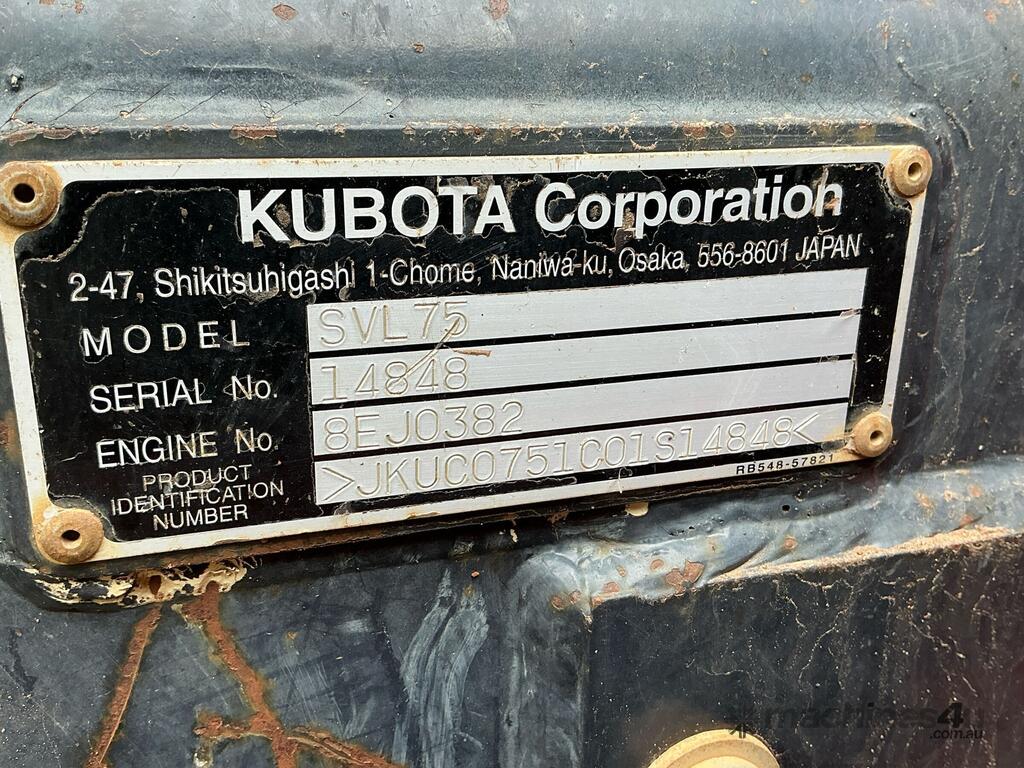 KUBOTA Corporation
2-47, Shikitsuhigashi 1-Chome, Naniwa-ku, Osaka, 556-8601 JAPAN
MODEL SVL75
SERIAL No. 14848
ENGINE No. 8EJ0382
PRODUCT
IDENTIFICATION
NUMBER
>JKUC0751C01S14848<
RB548-57821
machines4u
.com.au